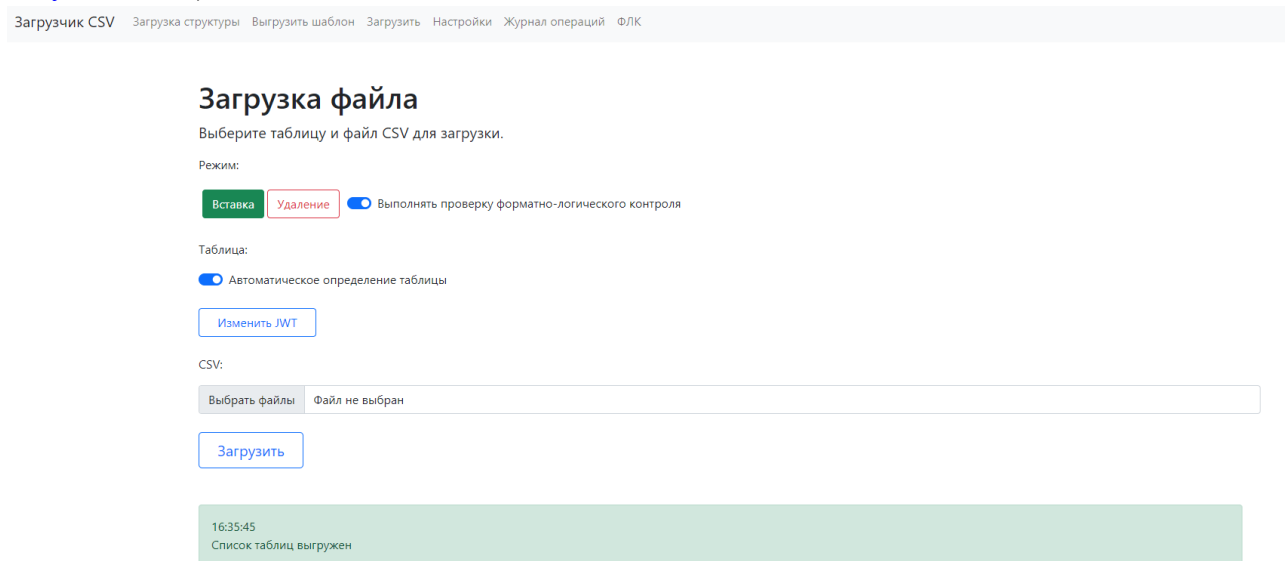 Загрузчик CSV Загрузка структуры Выгрузить шаблон Загрузить Настройки Журнал операций ФЛК
Загрузка файла
Выберите таблицу и файл CSV для загрузки.
Режим:
Вставка Удаление Выполнять проверку форматно-логического контроля
Таблица:
Автоматическое определение таблицы
Изменить JWT
CSV:
Выбрать файлы Файл не выбран
Загрузить
16:35:45
Список таблиц выгружен